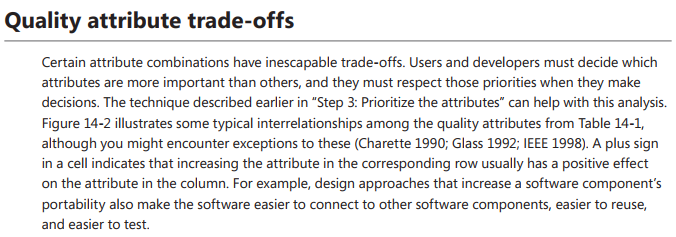 Quality attribute trade-offs
Certain attribute combinations have inescapable trade-offs. Users and developers must decide which
attributes are more important than others, and they must respect those priorities when they make
decisions. The technique described earlier in “Step 3: Prioritize the attributes” can help with this analysis.
Figure 14-2 illustrates some typical interrelationships among the quality attributes from Table 14-1,
although you might encounter exceptions to these (Charette 1990; Glass 1992; IEEE 1998). A plus sign
in a cell indicates that increasing the attribute in the corresponding row usually has a positive effect
on the attribute in the column. For example, design approaches that increase a software component’s
portability also make the software easier to connect to other software components, easier to reuse,
and easier to test.